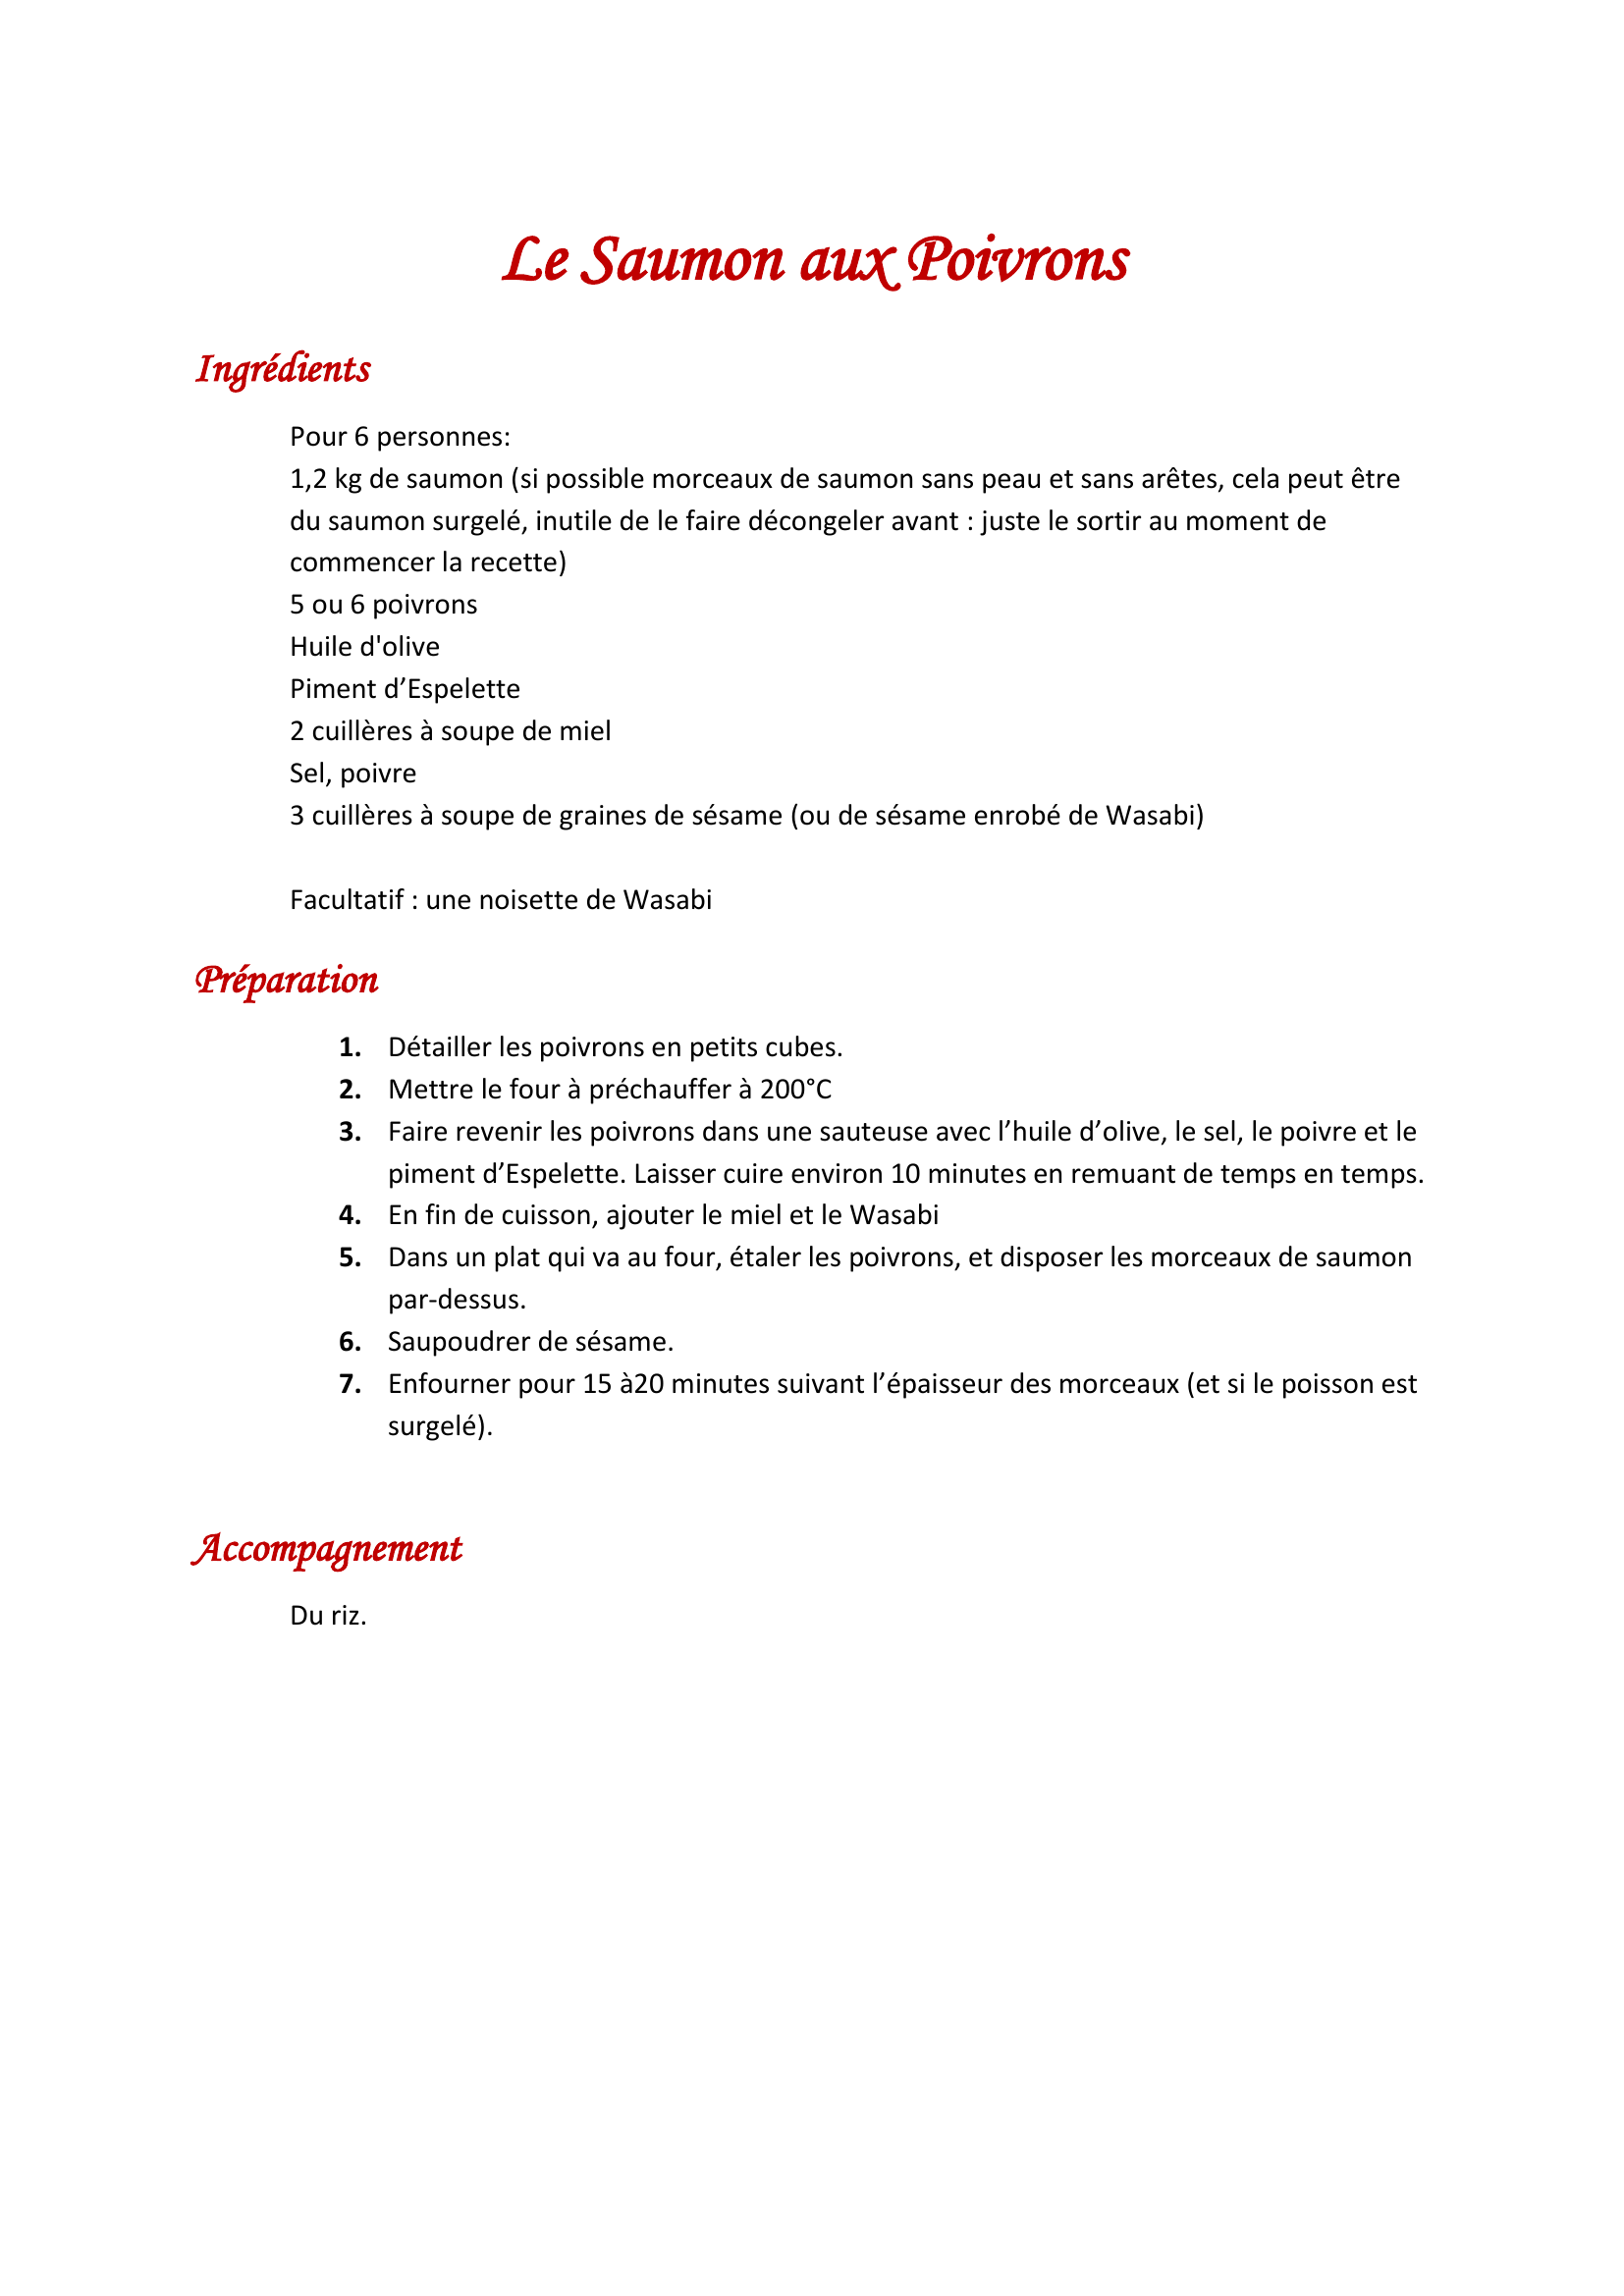 Le Saumon aux Poivrons
Ingrédients
Pour 6 personnes:
1,2 kg de saumon (si possible morceaux de saumon sans peau et sans arêtes, cela peut être
du saumon surgelé, inutile de le faire décongeler avant : juste le sortir au moment de
commencer la recette)
5 ou 6 poivrons
Huile d'olive
Piment d’Espelette
2 cuillères à soupe de miel
Sel, poivre
3 cuillères à soupe de graines de sésame (ou de sésame enrobé de Wasabi)
Facultatif : une noisette de Wasabi
Préparation
1. Détailler les poivrons en petits cubes.
2. Mettre le four à préchauffer à 200°C
3. Faire revenir les poivrons dans une sauteuse avec l’huile d’olive, le sel, le poivre et le
piment d’Espelette. Laisser cuire environ 10 minutes en remuant de temps en temps.
4. En fin de cuisson, ajouter le miel et le Wasabi
5. Dans un plat qui va au four, étaler les poivrons, et disposer les morceaux de saumon
par-dessus.
6. Saupoudrer de sésame.
7. Enfourner pour 15 à20 minutes suivant l’épaisseur des morceaux (et si le poisson est
surgelé).
Accompagnement
Du riz.